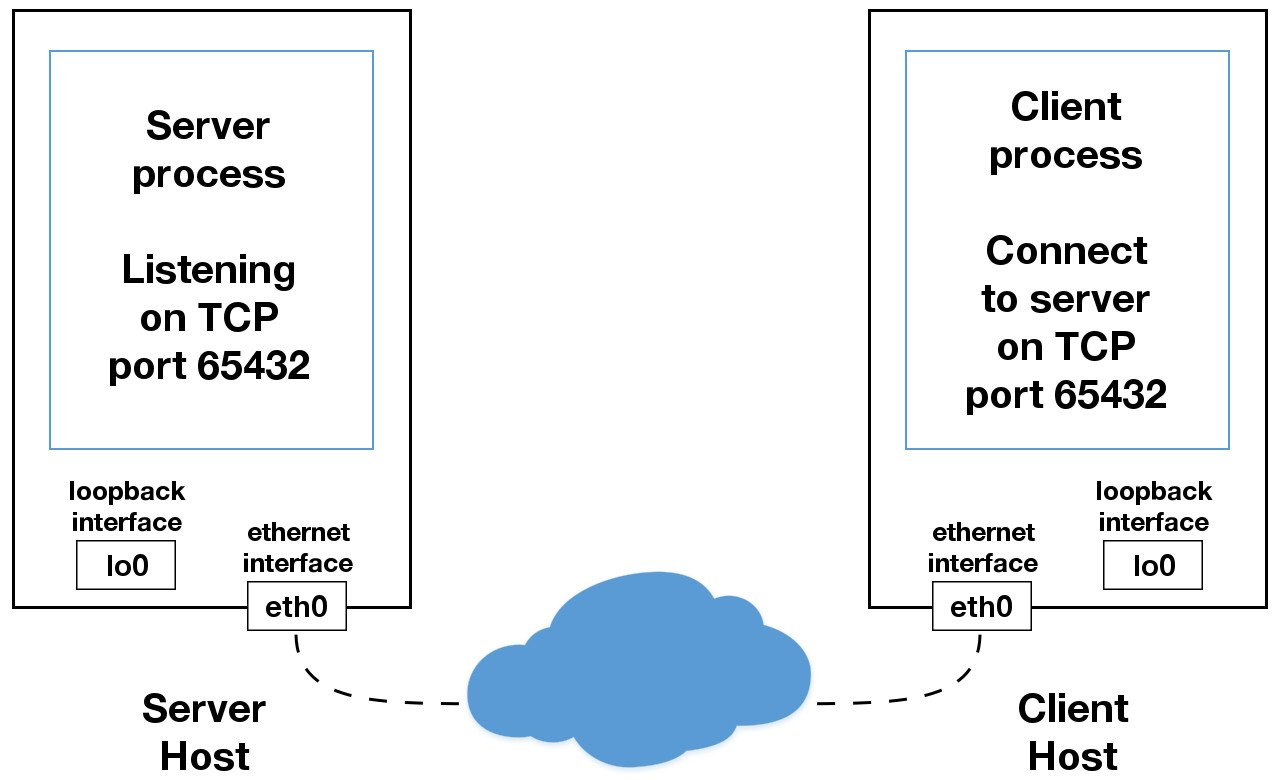 Server
process
Listening
on TCP
port 65432
loopback
interface
lo0
ethernet
interface
eth0
Server
Host
Client
process
Connect
to server
on TCP
port 65432
ethernet
interface
eth0
loopback
interface
lo0
Client
Host